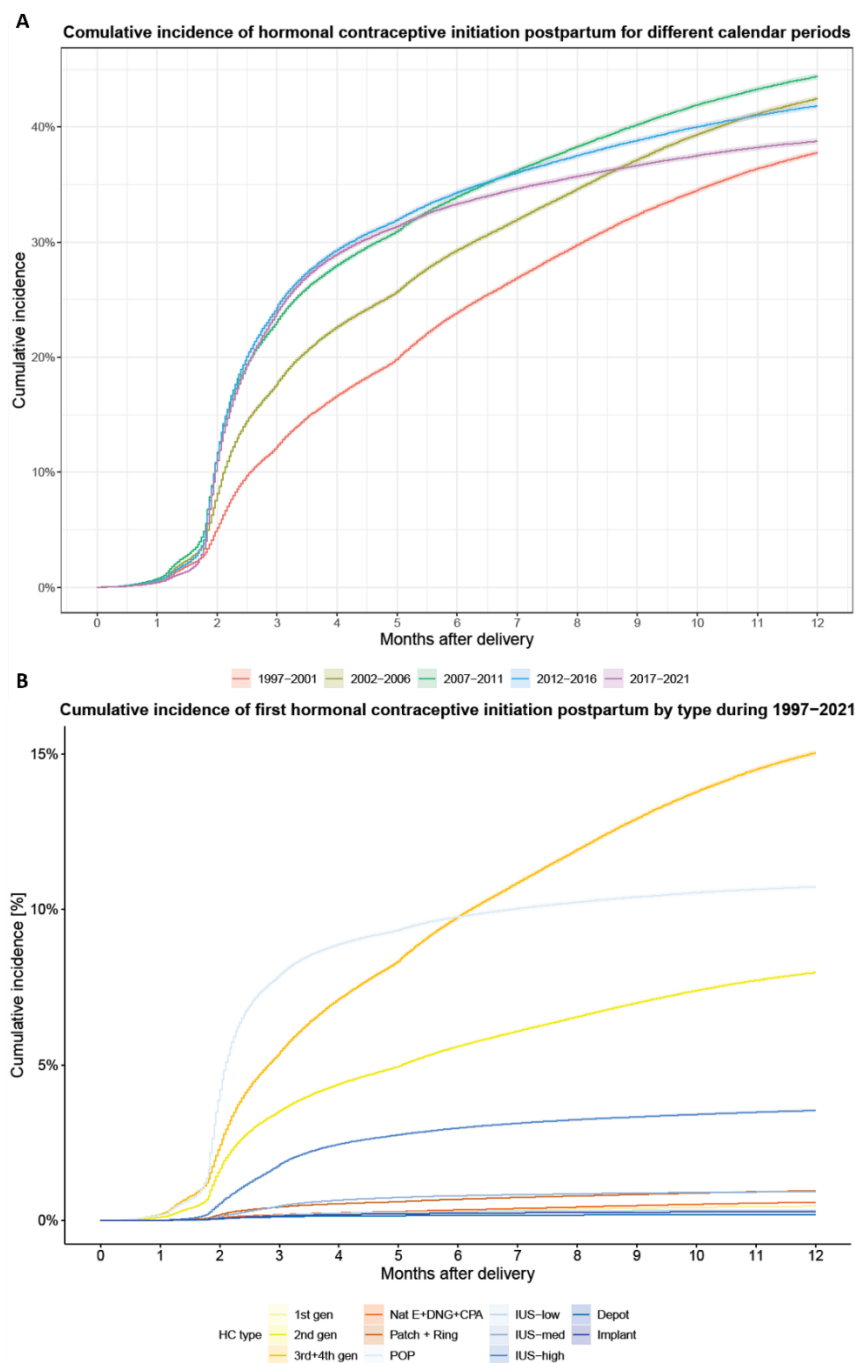 A
Comulative incidence of hormonal contraceptive initiation postpartum for different calendar periods
40%
30%
20%
10%
0%
Cumulative incidence
0 1 2 3 4 5 6 7 8 9 10 11 12
Months after delivery
1997−2001 2002−2006 2007−2011 2012−2016 2017−2021
B
Cumulative incidence of first hormonal contraceptive initiation postpartum by type during 1997−2021
15%
10%
5%
0%
Cumulative incidence [%]
0 1 2 3 4 5 6 7 8 9 10 11 12
Months after delivery
HC type
1st gen Nat E+DNG+CPA IUS−low Depot
2nd gen Patch + Ring IUS−med Implant
3rd+4th gen POP IUS−high